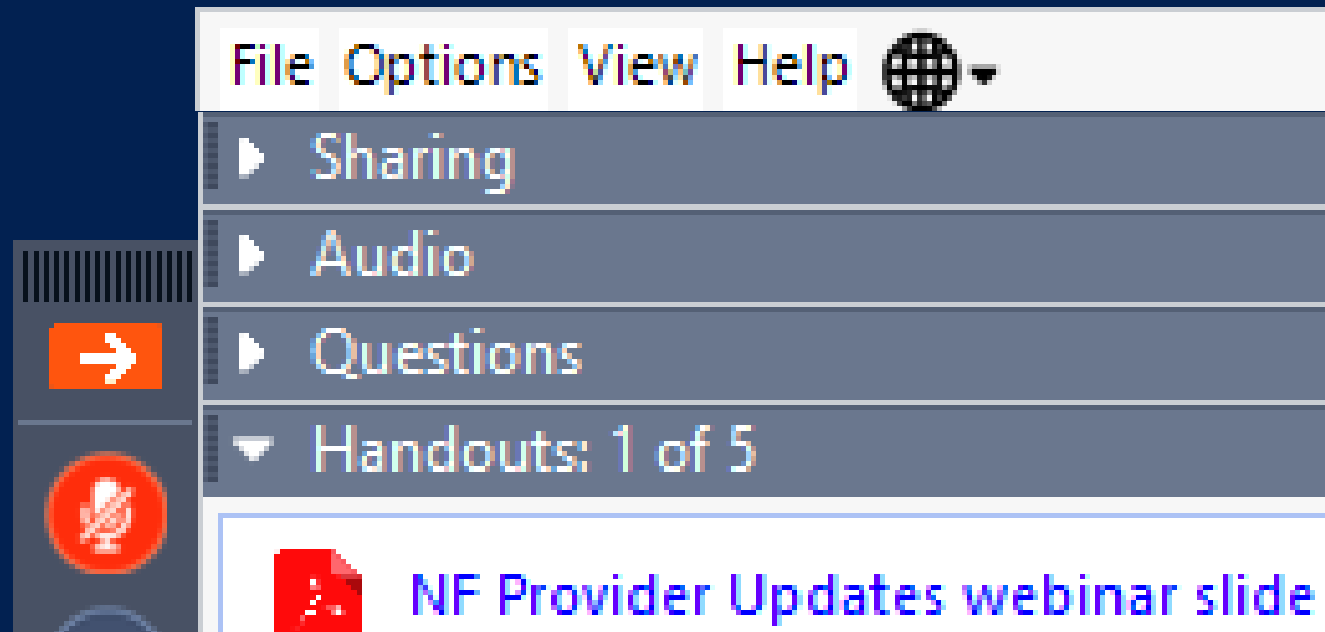 File Options View Help
Sharing
Audio
Questions
Handouts: 1 of 5
NF Provider Updates webinar slide